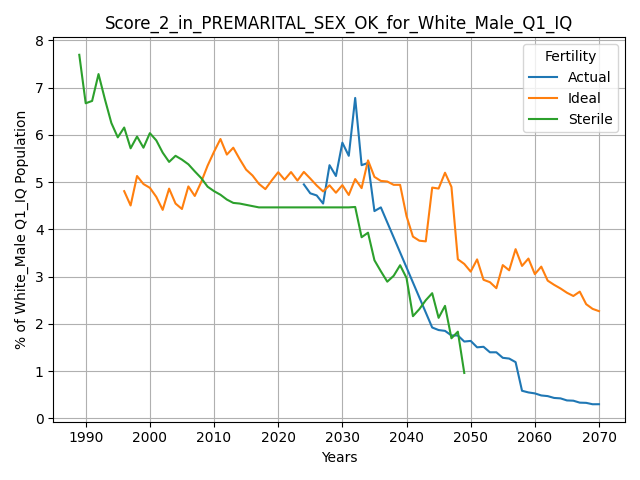 Score_2_in_PREMARITAL_SEX_OK_for_White_Male_Q1_IQ
% of White_Male Q1_IQ Population
8
7
6
5
4
3
2
1
0
Fertility
Actual
Ideal
Sterile
1990 2000 2010 2020 2030 2040 2050 2060 2070
Years